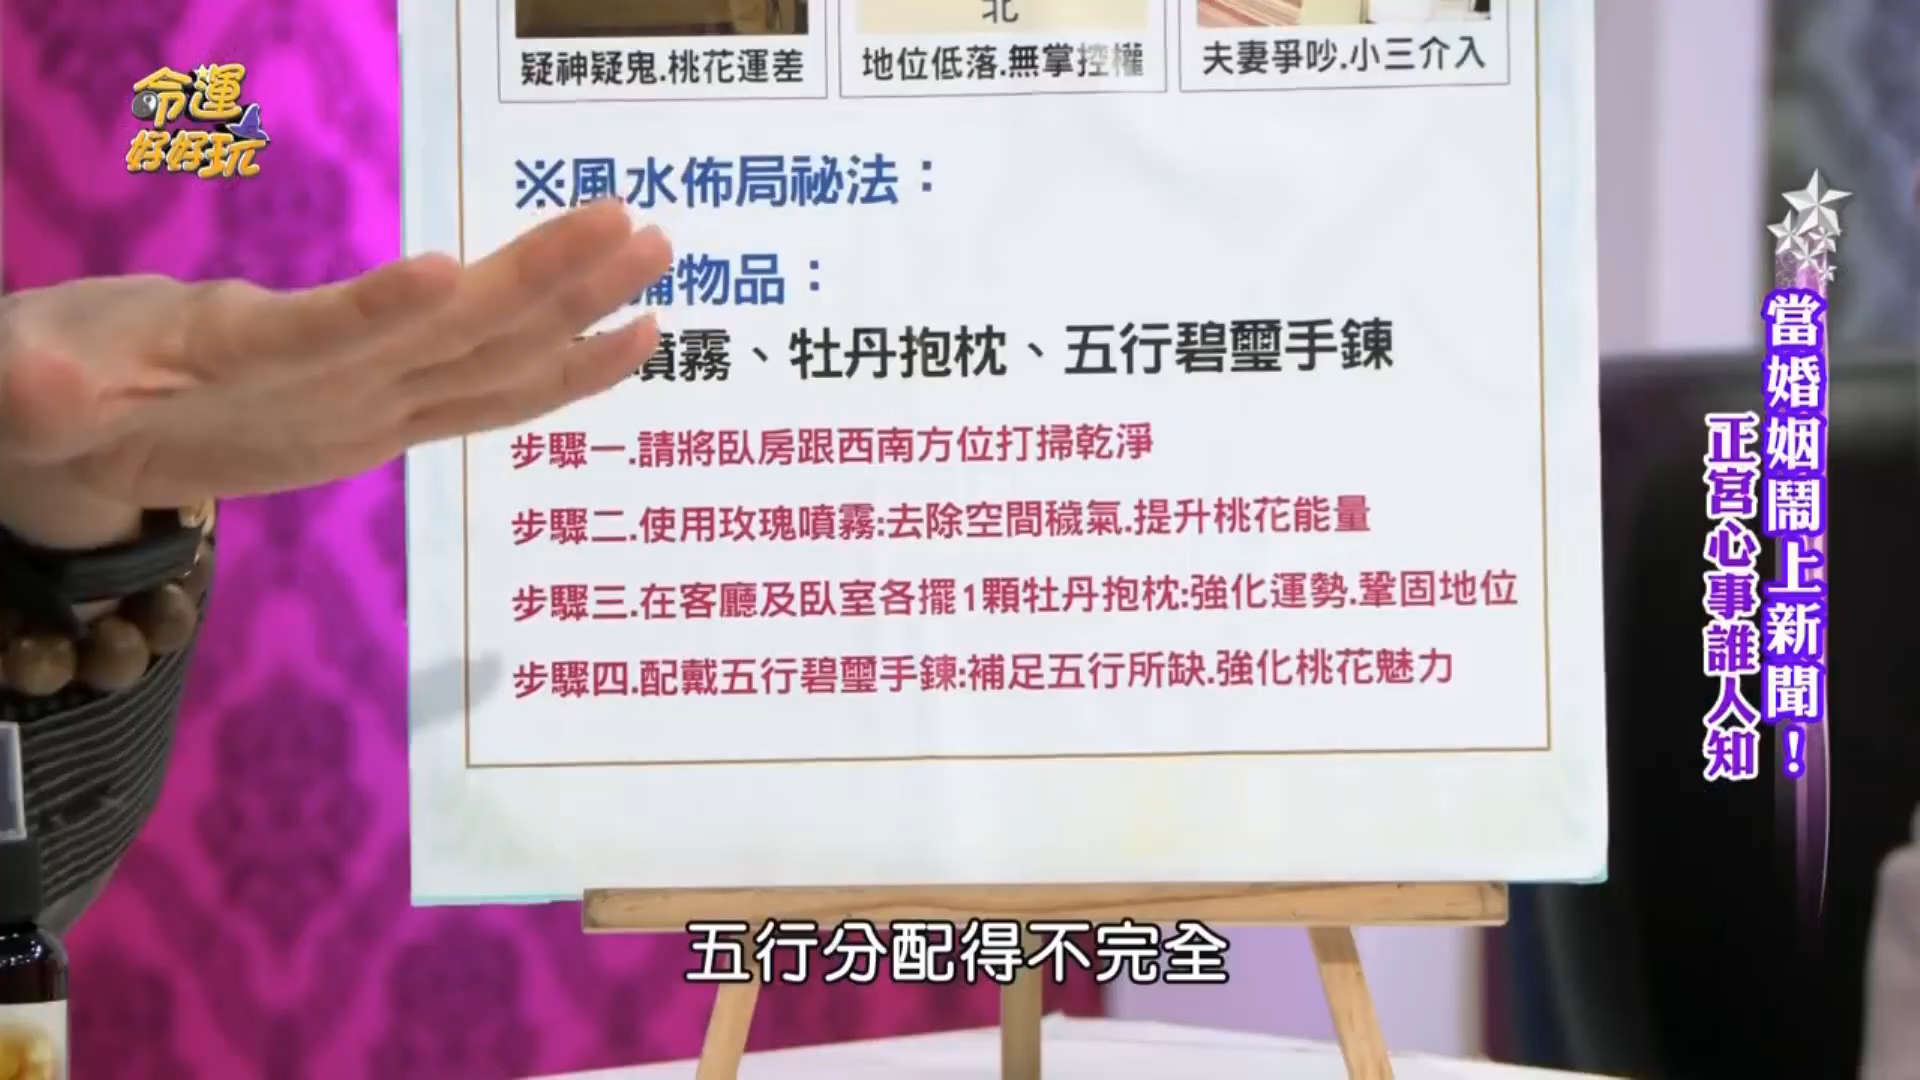 命運
好好玩
北
疑神疑鬼.桃花運差
地位低落.無掌控權
夫妻爭吵.小三介入
※風水佈局祕法：
備物品：
噴霧、牡丹抱枕、五行碧璽手鍊
步驟一.請將臥房跟西南方位打掃乾淨
步驟二.使用玫瑰噴霧:去除空間穢氣.提升桃花能量
步驟三.在客廳及臥室各擺1顆牡丹抱枕:強化運勢.鞏固地位
步驟四.配戴五行碧璽手鍊:補足五行所缺.強化桃花魅力
當婚姻鬧上新聞！
正宮心事誰人知
五行分配得不完全